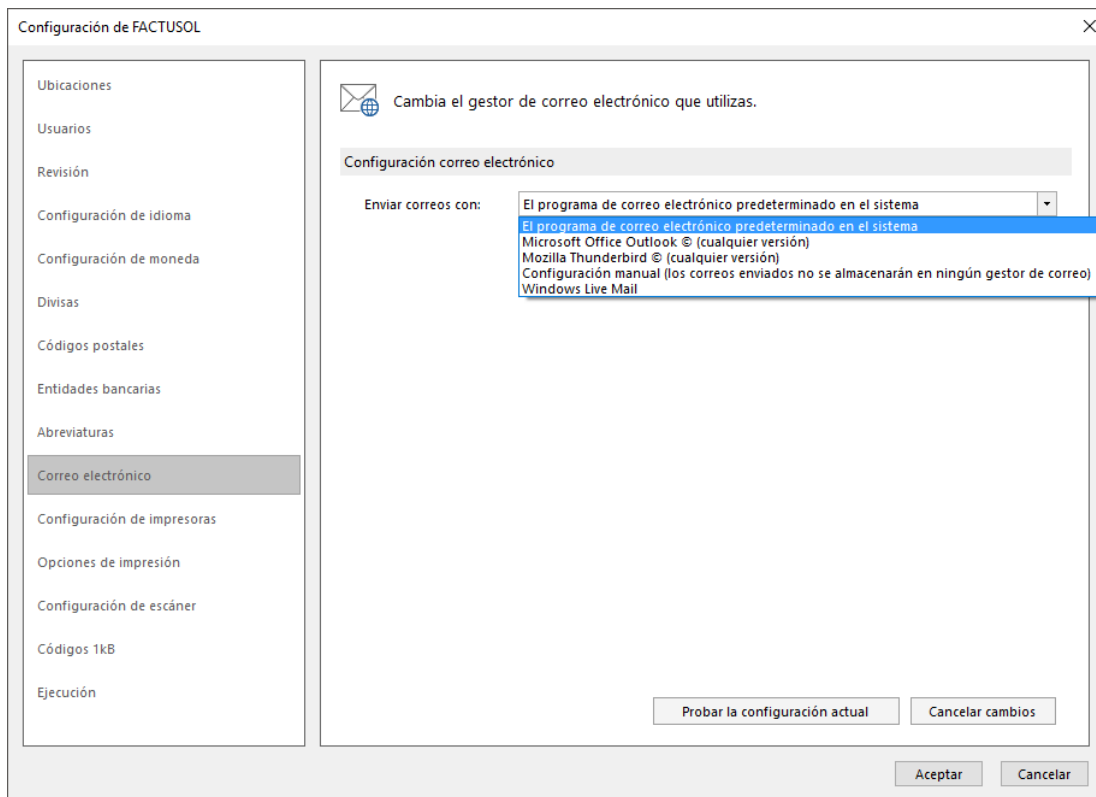 Configuración de FACTUSOL
Ubicaciones
Usuarios
Revisión
Configuración de idioma
Configuración de moneda
Divisas
Códigos postales
Entidades bancarias
Abreviaturas
Correo electrónico
Configuración de impresoras
Opciones de impresión
Configuración de escáner
Códigos 1kB
Ejecución
Cambia el gestor de correo electrónico que utilizas.
Configuración correo electrónico
Enviar correos con: El programa de correo electrónico predeterminado en el sistema
El programa de correo electrónico predeterminado en el sistema
Microsoft Office Outlook © (cualquier versión)
Mozilla Thunderbird © (cualquier versión)
Configuración manual (los correos enviados no se almacenarán en ningún gestor de correo)
Windows Live Mail
Probar la configuración actual Cancelar cambios
Aceptar Cancelar